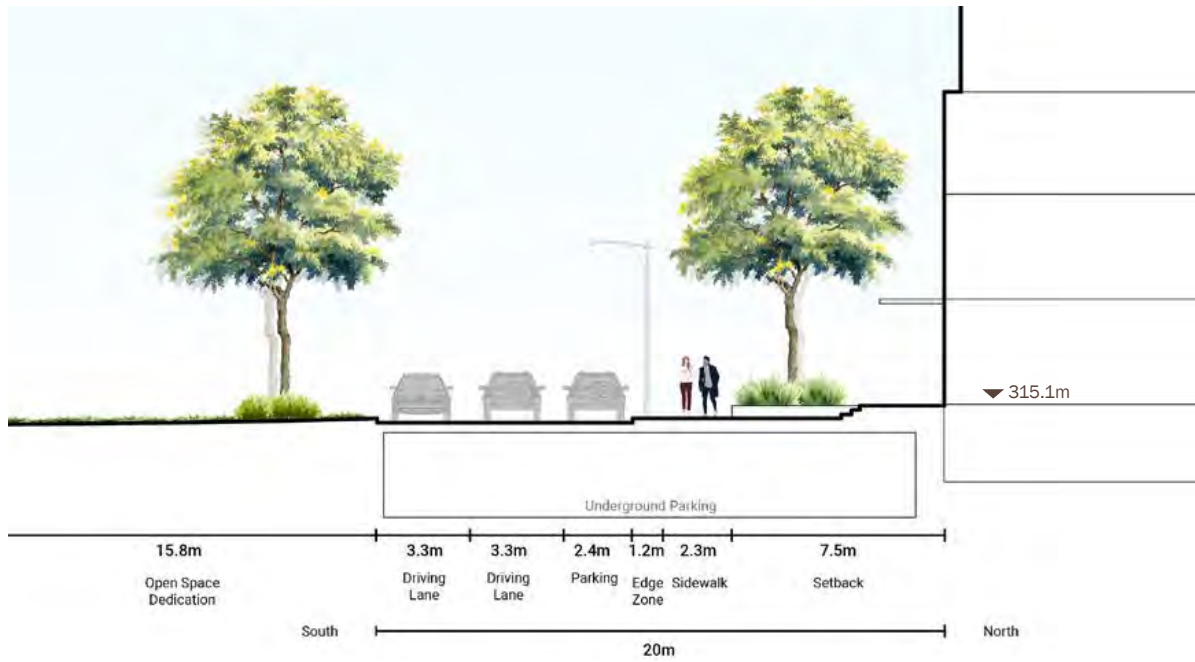 315.1m
Underground Parking
15.8m 3.3m 3.3m 2.4m 1.2m 2.3m 7.5m
Open Space Dedication
Driving Lane
Driving Lane
Parking
Edge Zone
Sidewalk
Setback
South
North
20m